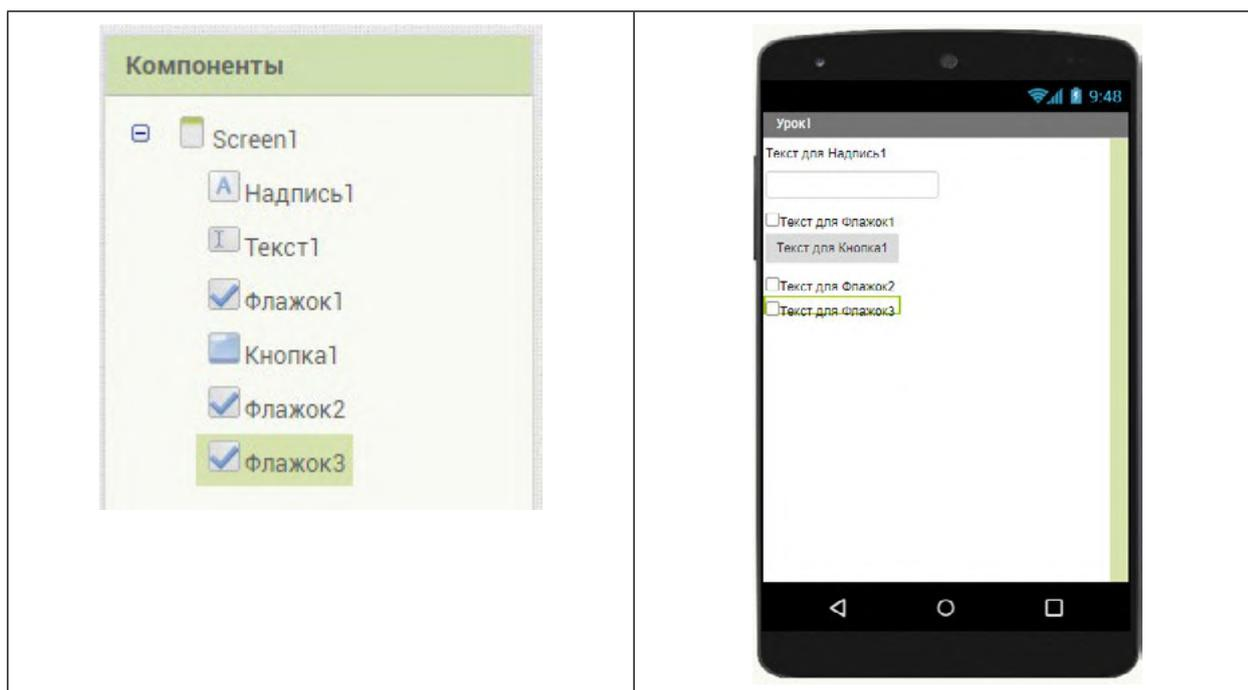 Компоненты
Screen1
Надпись1
Текст1
Флажок1
Кнопка1
Флажок2
Флажок3
9:48
Урок1
Текст для Надпись1
Текст для Флажок1
Текст для Кнопка1
Текст для Флажок2
Текст для Флажок3